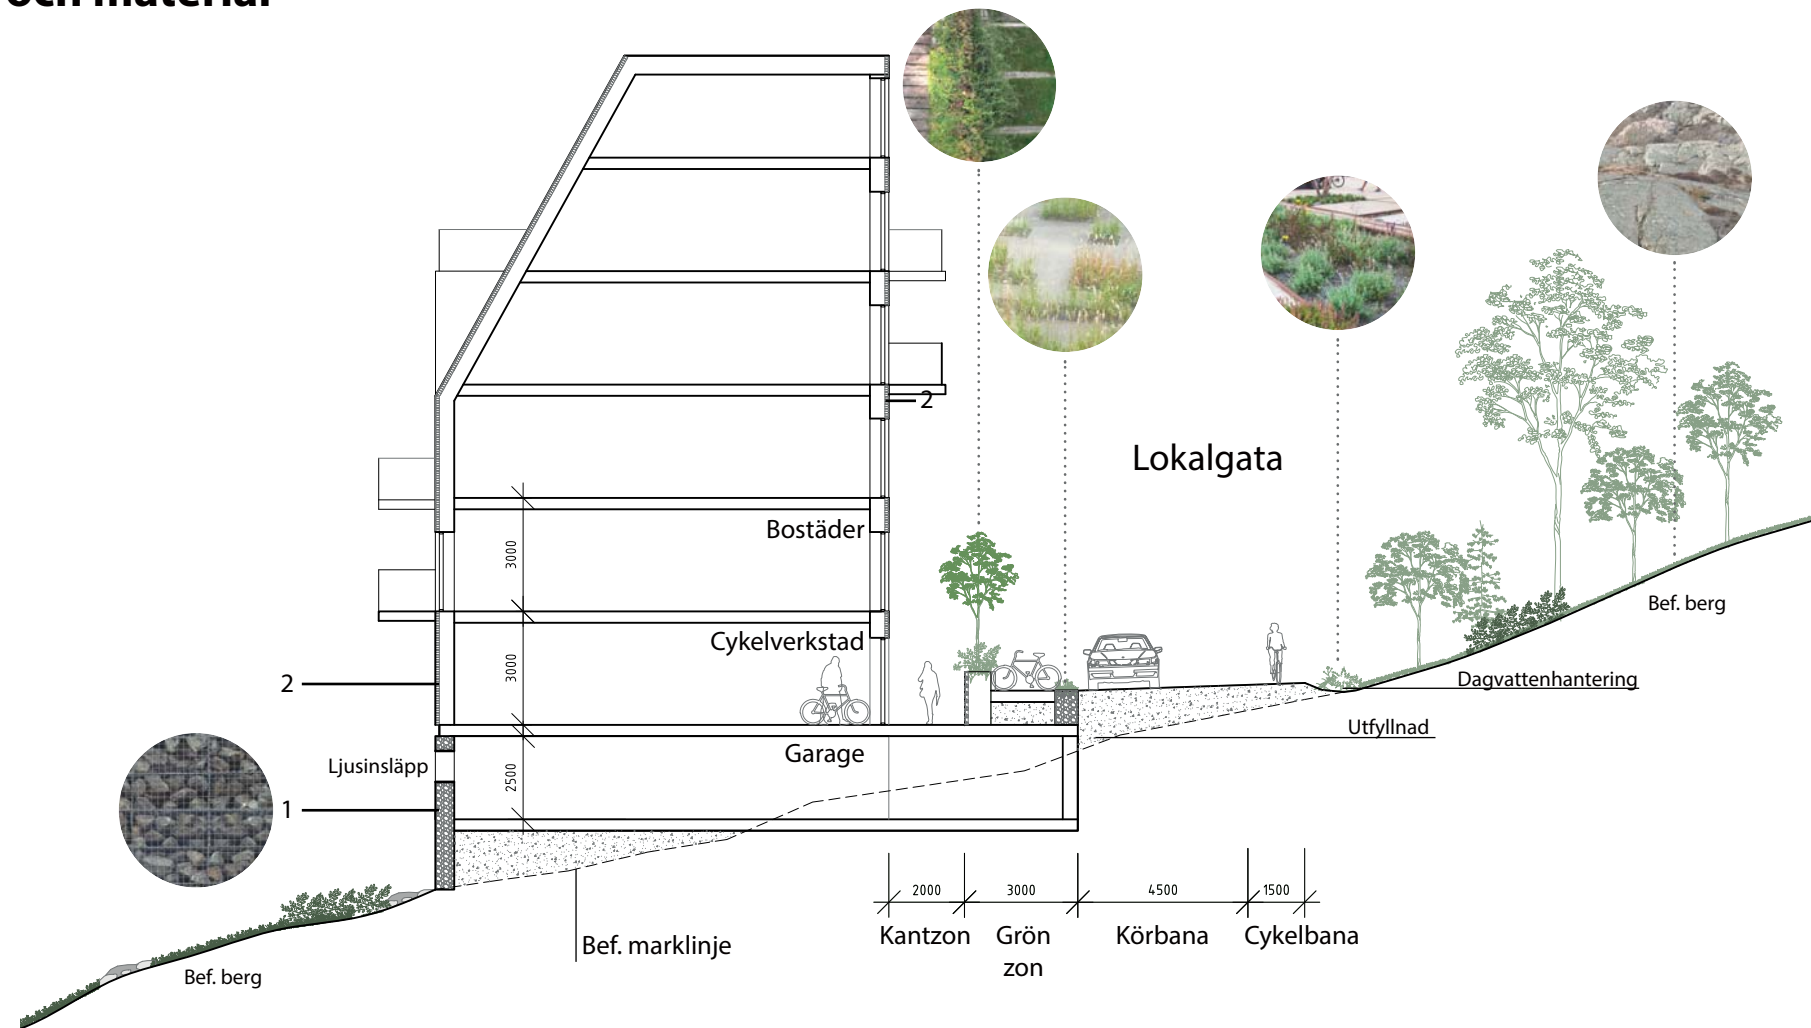 och material
Lokalgata
2
Bostäder
3000
Cykelverkstad
3000
2
Bef. berg
Dagvattenhantering
Utfyllnad
Garage
Ljusinsläpp
2500
1
2000
3000
4500
1500
Kantzon
Grön
zon
Körbana
Cykelbana
Bef. marklinje
Bef. berg